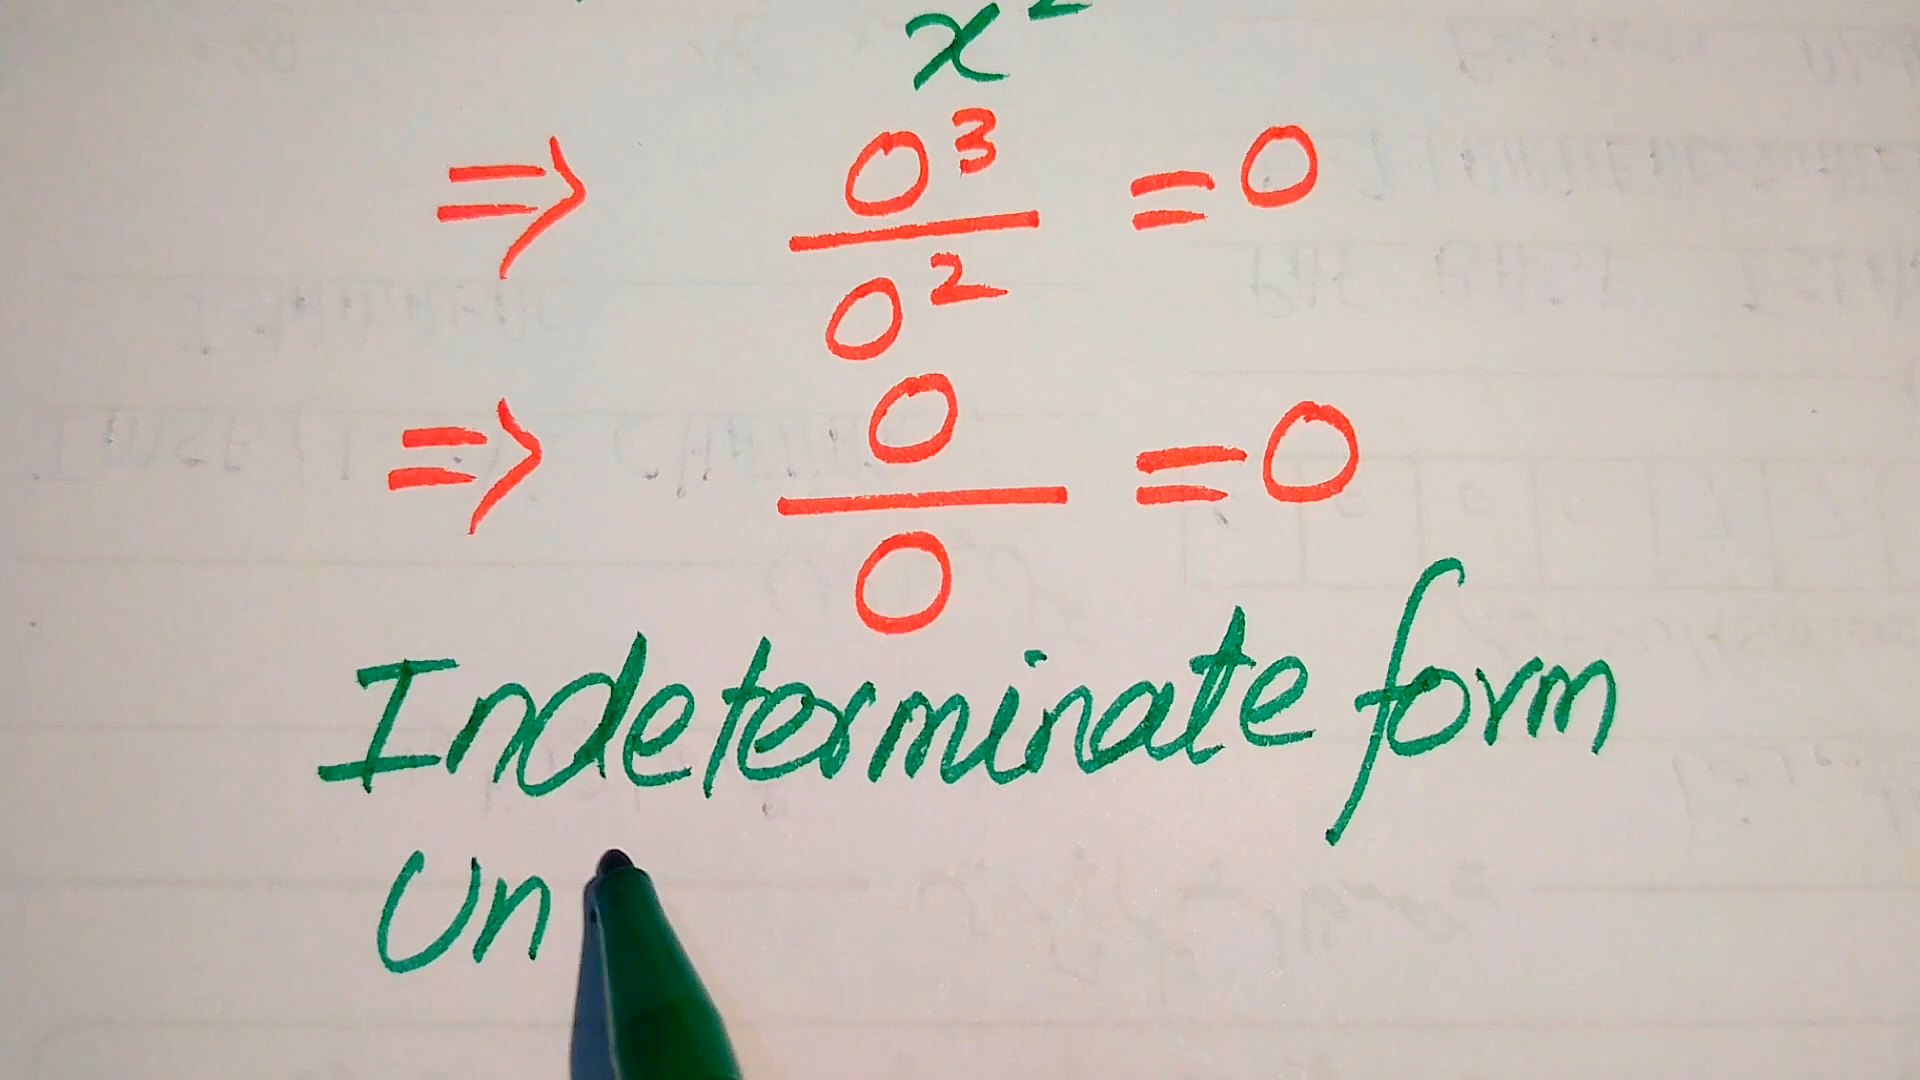 x²
⇒ 0³/0² = 0
⇒ 0/0 = 0
Indeterminate form
Un